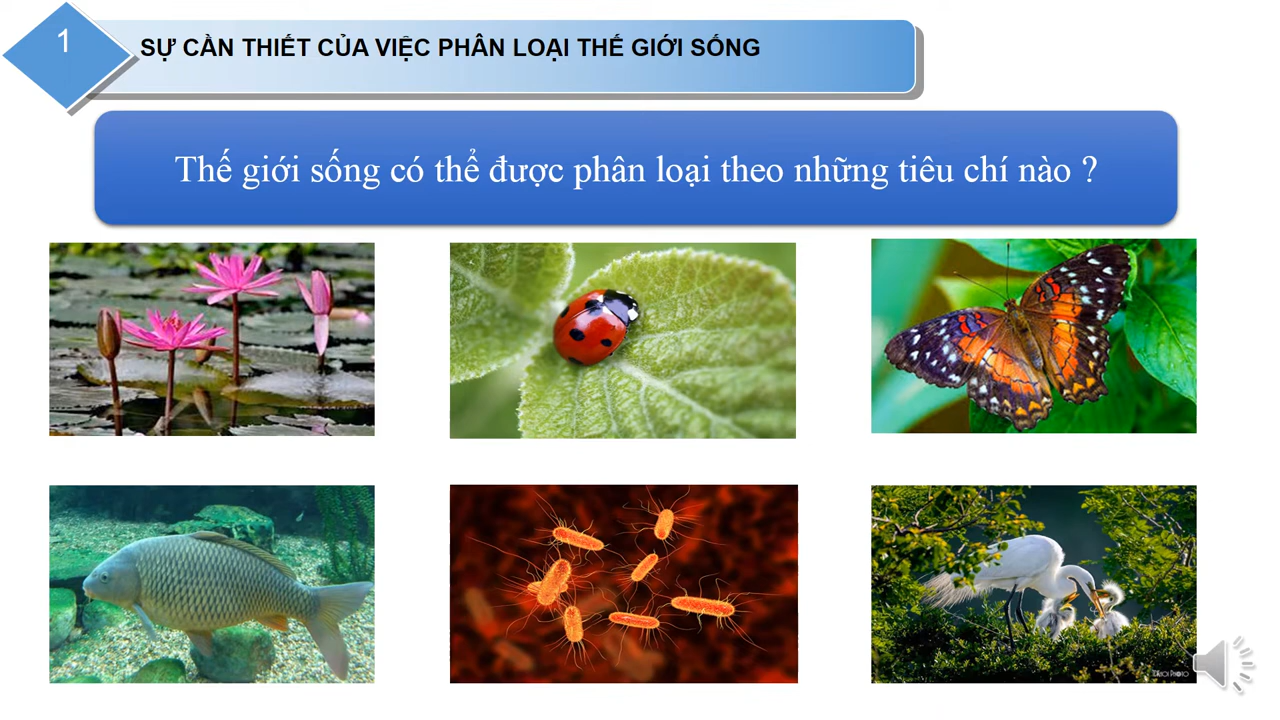 1
SỰ CẦN THIẾT CỦA VIỆC PHÂN LOẠI THẾ GIỚI SỐNG
Thế giới sống có thể được phân loại theo những tiêu chí nào ?